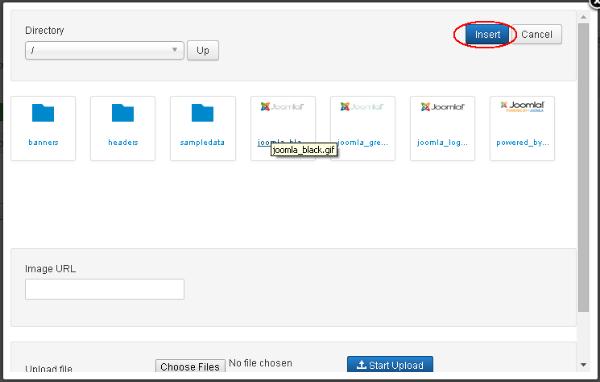 Directory
/
Up
Insert
Cancel
Joomla!
Joomla!
Joomla!
Joomla!
banners
headers
sampledata
joomla_bla...
joomla_gre...
joomla_log...
powered_by...
joomla_black.gif
Image URL
Upload file
Choose Files
No file chosen
Start Upload